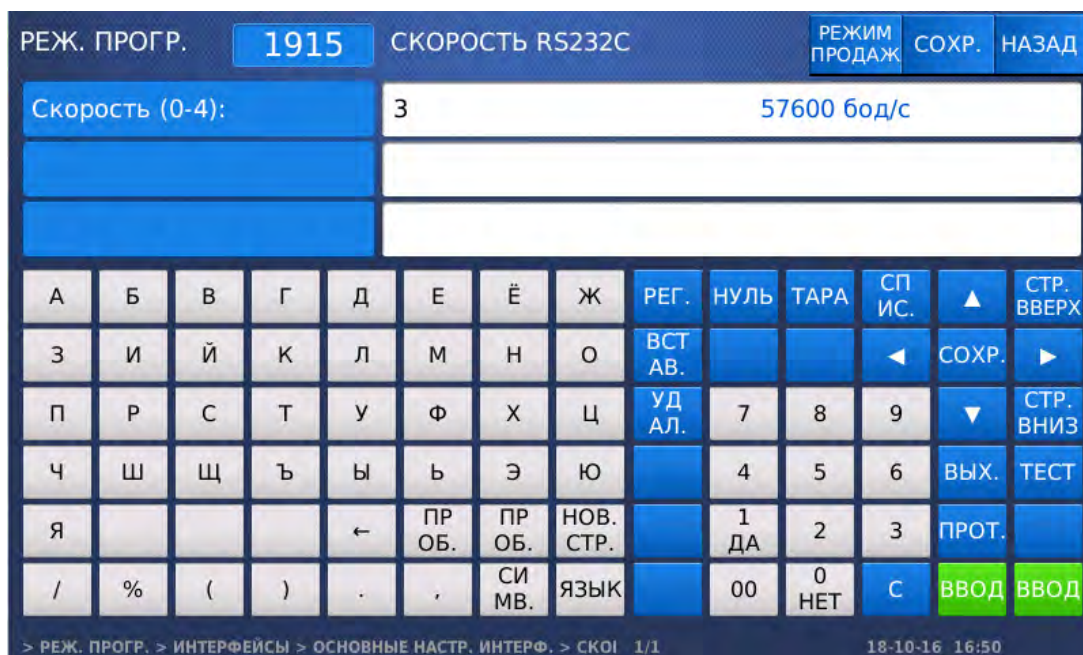 РЕЖ. ПРОГР. 1915 СКОРОСТЬ RS232C РЕЖИМ ПРОДАЖ СОХР. НАЗАД
Скорость (0-4): 3 57600 бод/с
А Б В Г Д Е Ё Ж РЕГ. НУЛЬ ТАРА СП ИС. ▲ СТР. ВВЕРХ
З И Й К Л М Н О ВСТ АВ. ◀ СОХР. ▶
П Р С Т У Ф Х Ц УД АЛ. 7 8 9 ▼ СТР. ВНИЗ
Ч Ш Щ Ъ Ы Ь Э Ю 4 5 6 ВЫХ. ТЕСТ
Я ← ПР ОБ. ПР ОБ. НОВ. СТР. 1 ДА 2 3 ПРОТ.
/ % ( ) . , СИ МВ. ЯЗЫК 00 0 НЕТ С ВВОД ВВОД
> РЕЖ. ПРОГР. > ИНТЕРФЕЙСЫ > ОСНОВНЫЕ НАСТР. ИНТЕРФ. > СКОІ 1/1 18-10-16 16:50